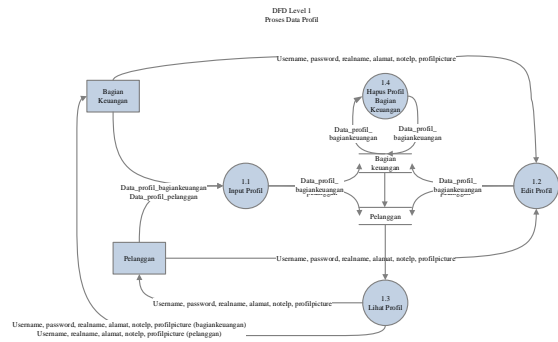 DFD Level 1
Proses Data Profil
Username, password, realname, alamat, notelp, profilpicture
Bagian
Keuangan
1.4
Hapus Profil
Bagian
Keuangan
Data_profil_
bagiankeuangan
Data_profil_
bagiankeuangan
Bagian
keuangan
1.1
Input Profil
Data_profil_bagiankeuangan
Data_profil_pelanggan
Data_profil_
bagiankeuangan
Data_profil_
bagiankeuangan
1.2
Edit Profil
Pelanggan
Pelanggan
Username, password, realname, alamat, notelp, profilpicture
1.3
Lihat Profil
Username, password, realname, alamat, notelp, profilpicture
Username, password, realname, alamat, notelp, profilpicture (bagiankeuangan)
Username, password, realname, alamat, notelp, profilpicture (pelanggan)